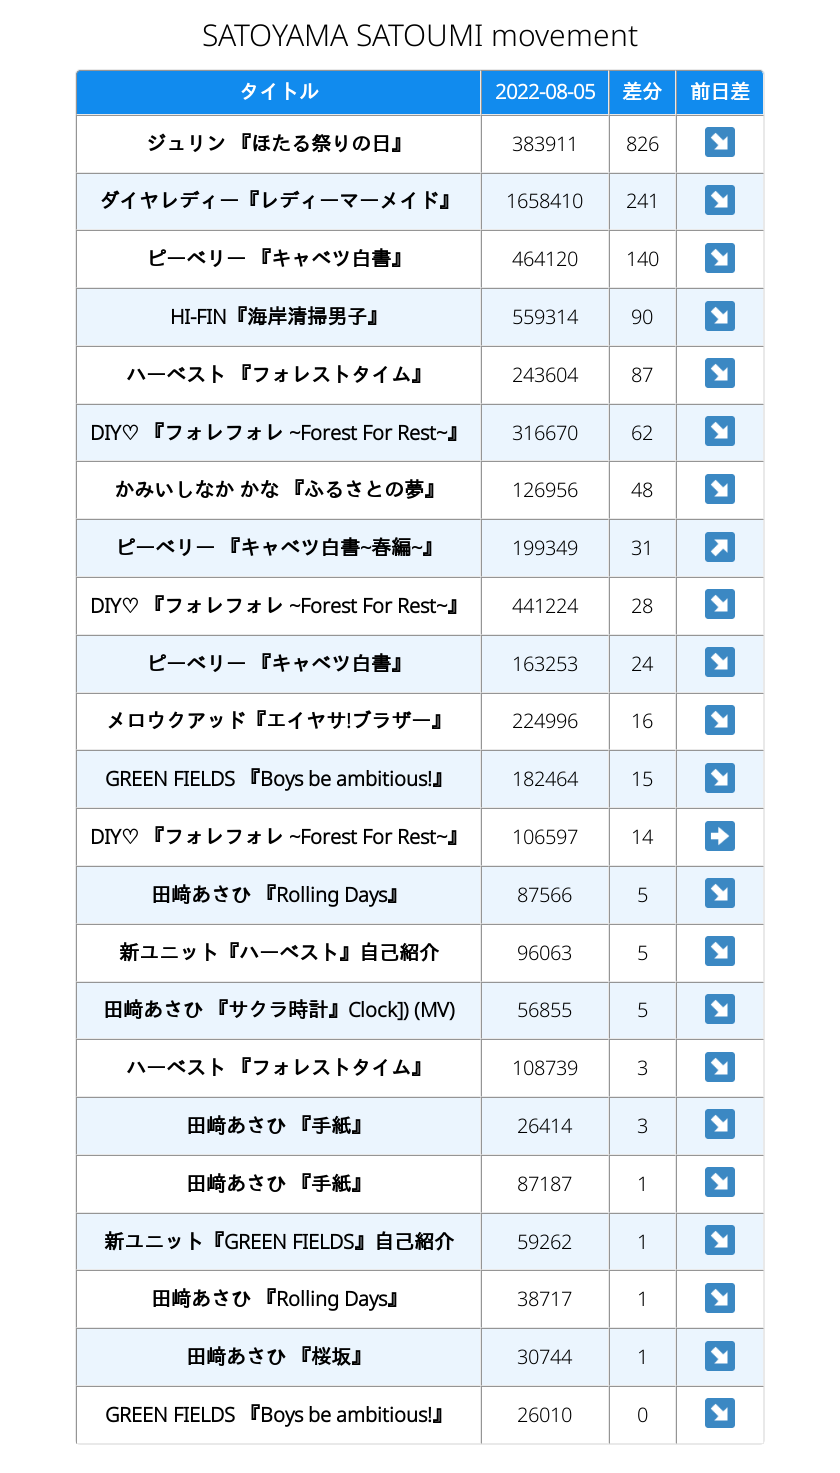 SATOYAMA SATOUMI movement
タイトル 2022-08-05 差分 前日差
ジュリン 『ほたる祭りの日』 383911 826 ↘
ダイヤレディー『レディーマーメイド』 1658410 241 ↘
ピーベリー 『キャベツ白書』 464120 140 ↘
HI-FIN『海岸清掃男子』 559314 90 ↘
ハーベスト 『フォレストタイム』 243604 87 ↘
DIY♡ 『フォレフォレ ~Forest For Rest~』 316670 62 ↘
かみいしなか かな 『ふるさとの夢』 126956 48 ↘
ピーベリー 『キャベツ白書~春編~』 199349 31 ↗
DIY♡ 『フォレフォレ ~Forest For Rest~』 441224 28 ↘
ピーベリー 『キャベツ白書』 163253 24 ↘
メロウクアッド『エイヤサ!ブラザー』 224996 16 ↘
GREEN FIELDS 『Boys be ambitious!』 182464 15 ↘
DIY♡ 『フォレフォレ ~Forest For Rest~』 106597 14 ➡
田﨑あさひ 『Rolling Days』 87566 5 ↘
新ユニット『ハーベスト』自己紹介 96063 5 ↘
田﨑あさひ 『サクラ時計』Clock]) (MV) 56855 5 ↘
ハーベスト 『フォレストタイム』 108739 3 ↘
田﨑あさひ 『手紙』 26414 3 ↘
田﨑あさひ 『手紙』 87187 1 ↘
新ユニット『GREEN FIELDS』自己紹介 59262 1 ↘
田﨑あさひ 『Rolling Days』 38717 1 ↘
田﨑あさひ 『桜坂』 30744 1 ↘
GREEN FIELDS 『Boys be ambitious!』 26010 0 ↘